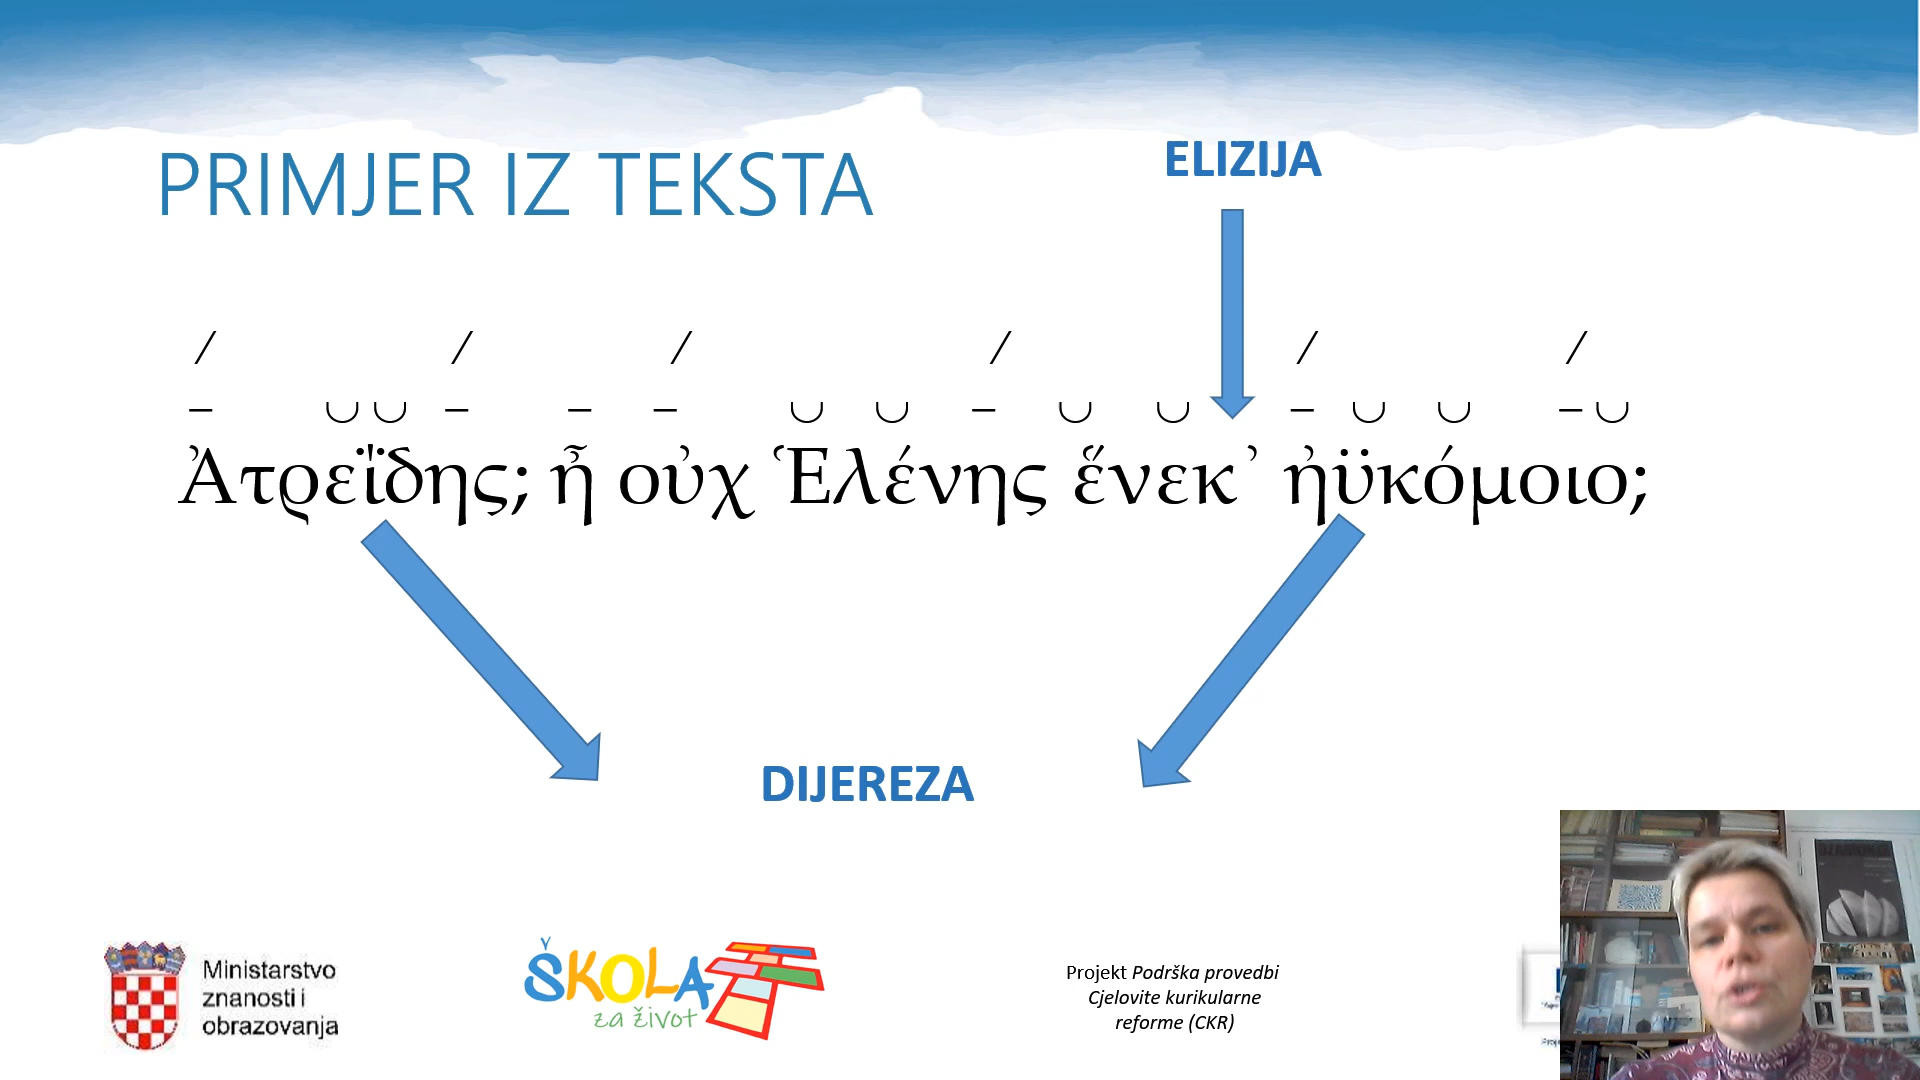 PRIMJER IZ TEKSTA
ELIZIJA
/ / / / / /
– ∪ ∪ – – – ∪ ∪ – ∪ ∪ – ∪ ∪ – ∪
Ἀτρεΐδης; ἦ οὐχ Ἑλένης ἕνεκ᾽ ἠϋκόμοιο;
DIJEREZA
Ministarstvo
znanosti i
obrazovanja
ŠKOLA
za život
Projekt Podrška provedbi
Cjelovite kurikularne
reforme (CKR)